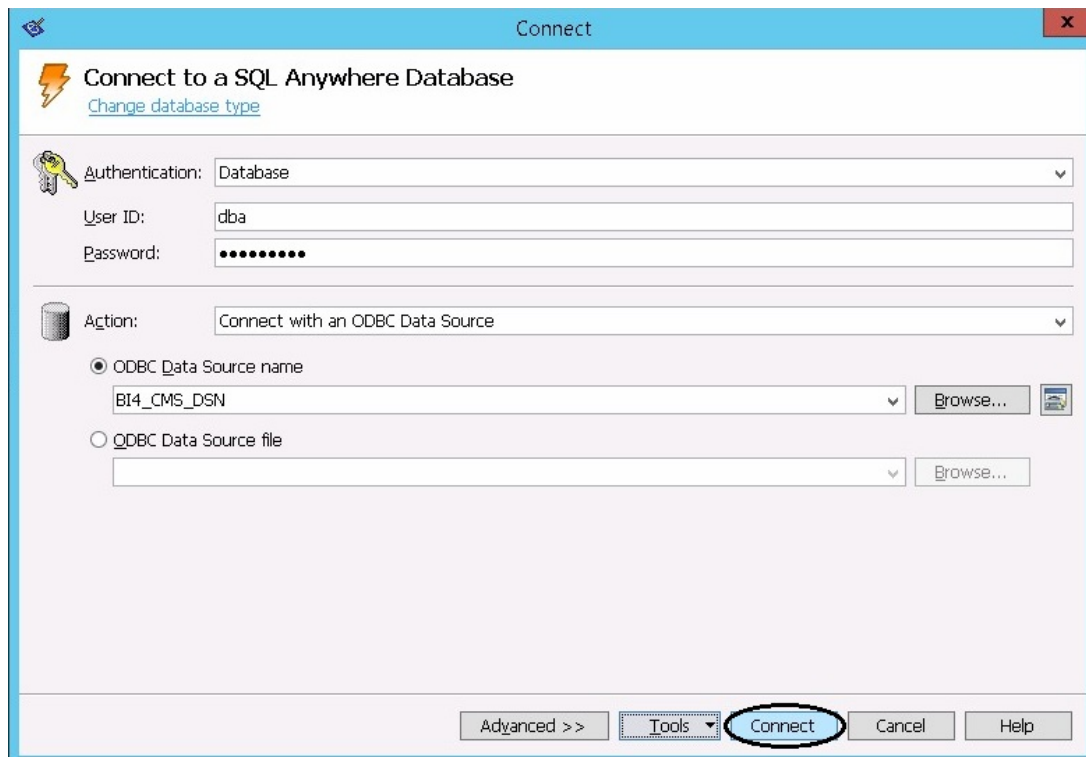 Connect
x
Connect to a SQL Anywhere Database
Change database type
Authentication: Database
User ID: dba
Password: •••••••••
Action: Connect with an ODBC Data Source
ODBC Data Source name
BI4_CMS_DSN Browse...
ODBC Data Source file
Browse...
Advanced >> Tools Connect Cancel Help